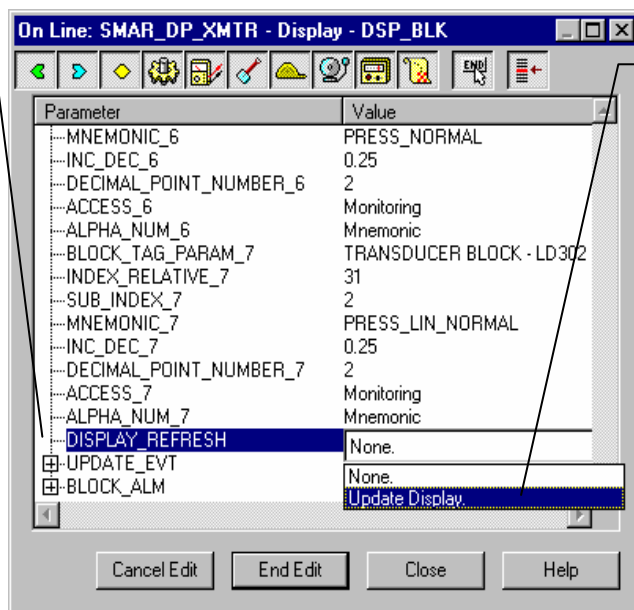 On Line: SMAR_DP_XMTR - Display - DSP_BLK
END
Parameter Value
MNEMONIC_6 PRESS_NORMAL
INC_DEC_6 0.25
DECIMAL_POINT_NUMBER_6 2
ACCESS_6 Monitoring
ALPHA_NUM_6 Mnemonic
BLOCK_TAG_PARAM_7 TRANSDUCER BLOCK - LD302
INDEX_RELATIVE_7 31
SUB_INDEX_7 2
MNEMONIC_7 PRESS_LIN_NORMAL
INC_DEC_7 0.25
DECIMAL_POINT_NUMBER_7 2
ACCESS_7 Monitoring
ALPHA_NUM_7 Mnemonic
DISPLAY_REFRESH None.
UPDATE_EVT None.
BLOCK_ALM Update Display.
Cancel Edit End Edit Close Help